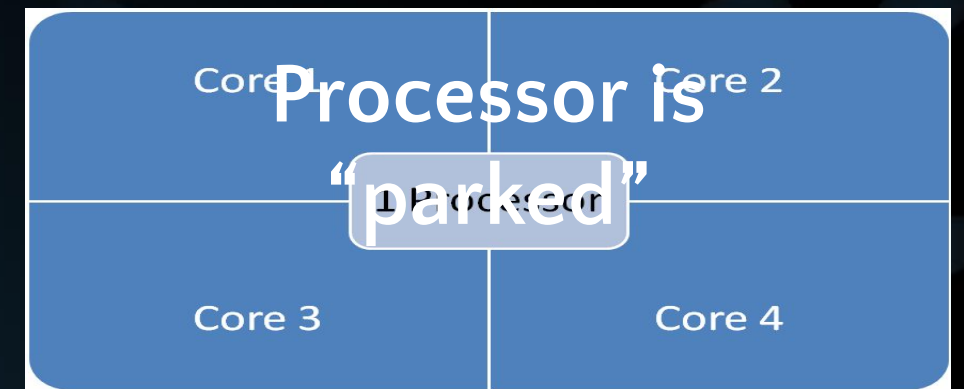 Core 1
Core 2
Processor is
“parked”
1 Processor
Core 3
Core 4